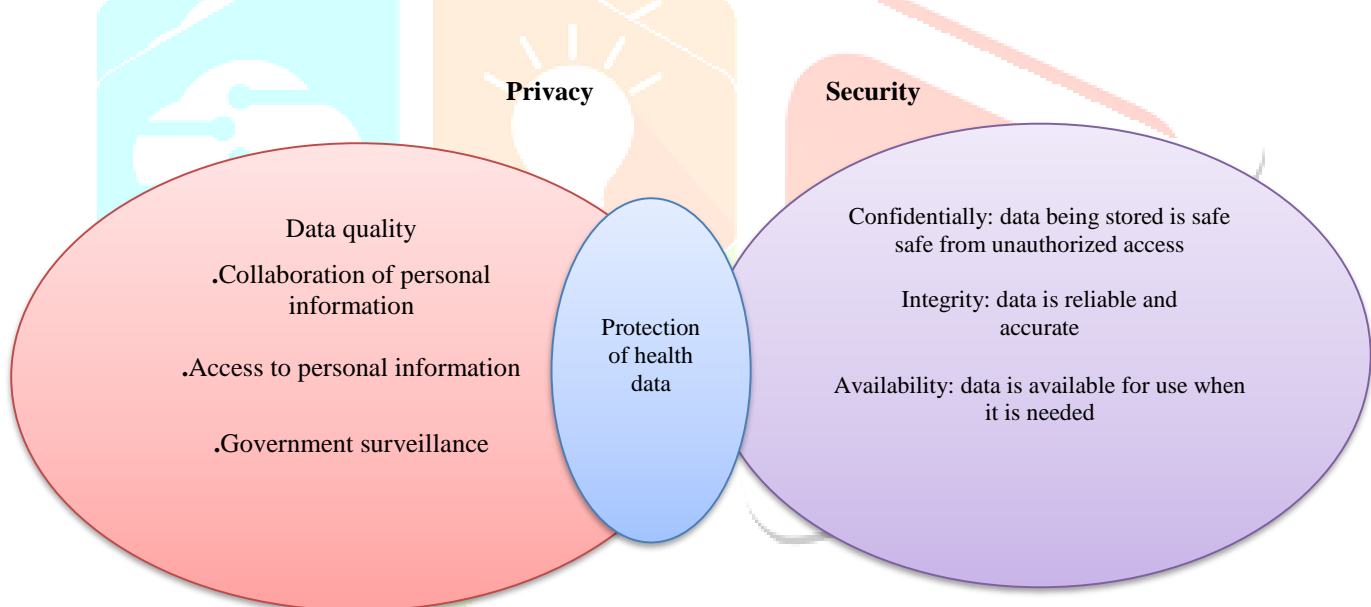 Privacy
Security
Data quality
.Collaboration of personal
information
.Access to personal information
.Government surveillance
Protection
of health
data
Confidentially: data being stored is safe
safe from unauthorized access
Integrity: data is reliable and
accurate
Availability: data is available for use when
it is needed